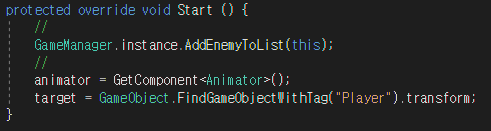 protected override void Start () {
//
GameManager.instance.AddEnemyToList(this);
//
animator = GetComponent<Animator>();
target = GameObject.FindGameObjectWithTag("Player").transform;
}